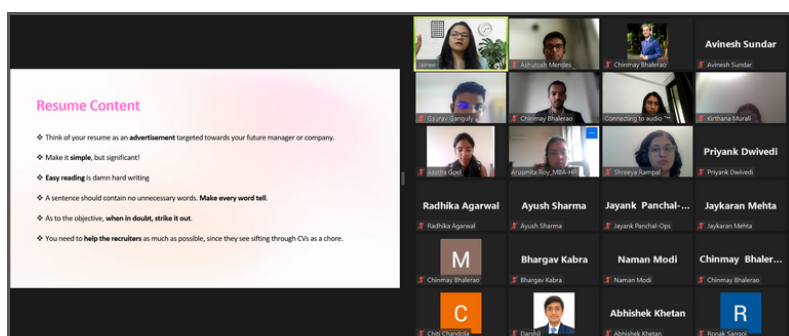 Resume Content
❖ Think of your resume as an advertisement targeted towards your future manager or company.
❖ Make it simple, but significant!
❖ Easy reading is damn hard writing
❖ A sentence should contain no unnecessary words. Make every word tell.
❖ As to the objective, when in doubt, strike it out.
❖ You need to help the recruiters as much as possible, since they see sifting through CVs as a chore.
Jainee
Ashutosh Mendes
Chinmay Bhalerao
Avinesh Sundar
Avinesh Sundar
Gaurav Ganguly
Chinmay Bhalerao
Connecting to audio
Kirthana Murali
Aastha Goel
Arusmita Roy_MBA-HR
Shreeya Rampal
Priyank Dwivedi
Priyank Dwivedi
Radhika Agarwal
Ayush Sharma
Jayank Panchal-...
Jaykaran Mehta
Radhika Agarwal
Ayush Sharma
Jayank Panchal-Ops
Jaykaran Mehta
M
Bhargav Kabra
Naman Modi
Chinmay Bhaler...
Chinmay Bhalerao
Bhargav Kabra
Naman Modi
Chinmay Bhalerao
C
Abhishek Khetan
R
Chiti Chandola
Darshil
Abhishek Khetan
Ronak Sangoi